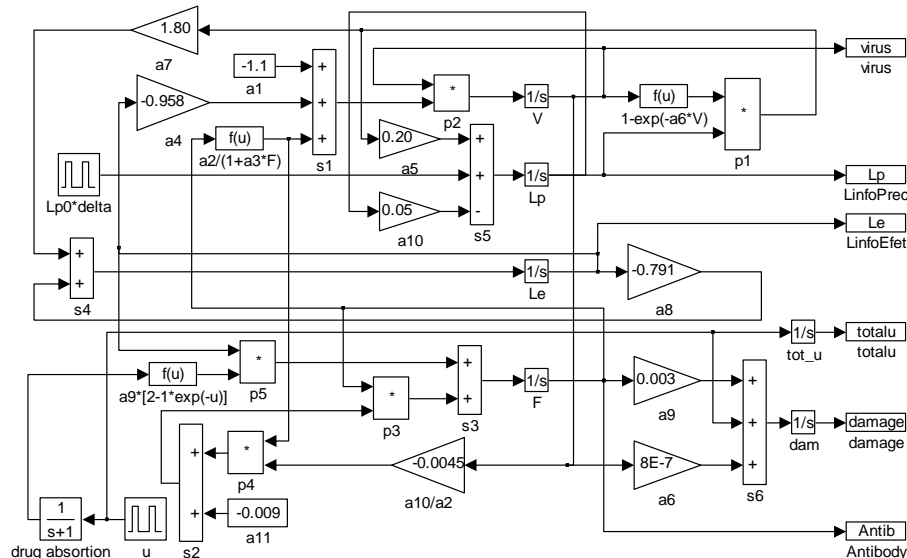 1.80
a7
-1.1
a1
+
+
+
s1
-0.958
a4
f(u)
a2/(1+a3*F)
*
p2
1/s
V
f(u)
1-exp(-a6*V)
*
p1
virus
virus
0.20
a5
+
+
-
s5
1/s
Lp
Lp
LinfoPrec
Lp0*delta
0.05
a10
Le
LinfoEfet
+
+
s4
1/s
Le
-0.791
a8
1/s
tot_u
totalu
totalu
f(u)
a9*[2-1*exp(-u)]
*
p5
*
p3
+
+
s3
1/s
F
0.003
a9
+
+
+
s6
1/s
dam
damage
damage
8E-7
a6
+
+
s2
*
p4
-0.0045
a10/a2
-0.009
a11
1
s+1
drug absortion
u
Antib
Antibody